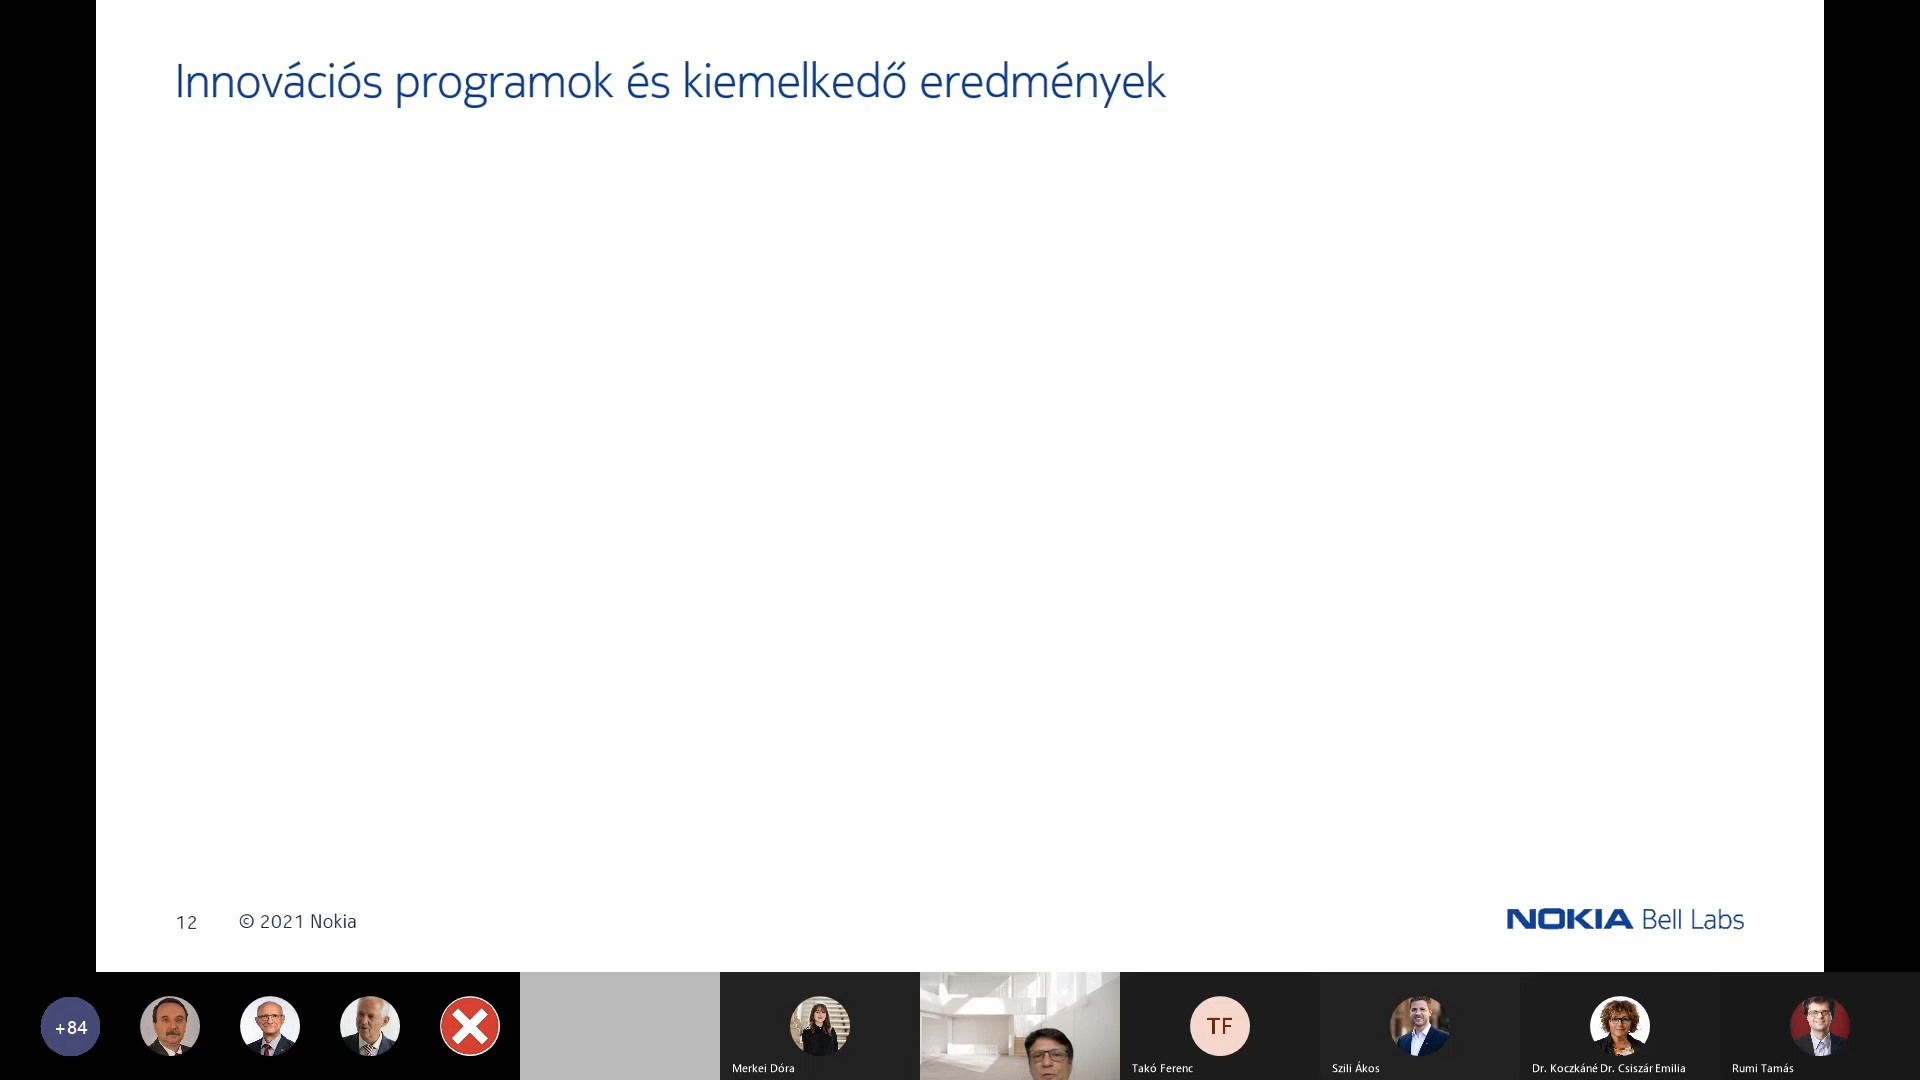 Innovációs programok és kiemelkedő eredmények
12 © 2021 Nokia
NOKIA Bell Labs
+84
Merkei Dóra
TF
Takó Ferenc
Szili Ákos
Dr. Koczkáné Dr. Csiszár Emilia
Rumi Tamás